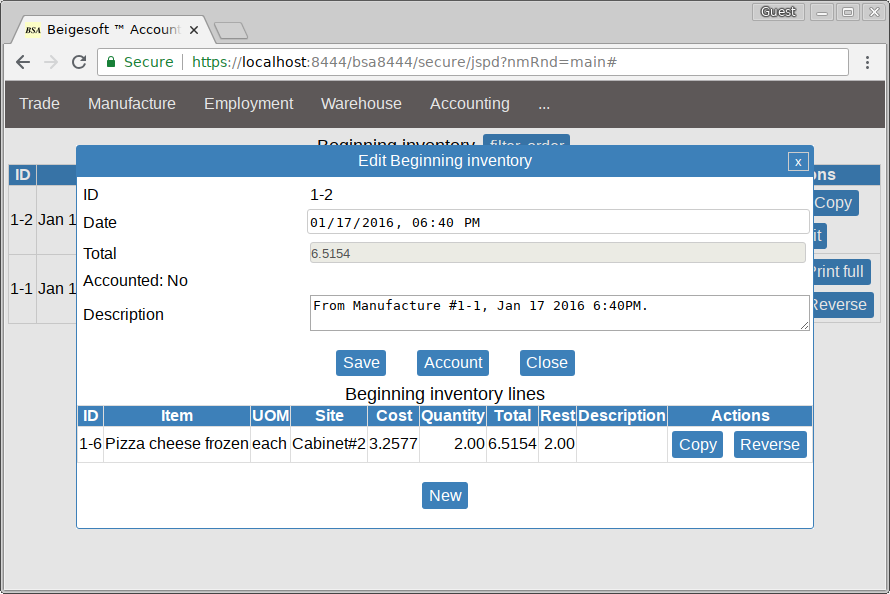 Guest
BSA Beigesoft ™ Account
Secure https://localhost:8444/bsa8444/secure/jspd?nmRnd=main#
Trade Manufacture Employment Warehouse Accounting ...
Beginning inventory filter-order
Edit Beginning inventory x
ID
ID 1-2
Copy
Date 01/17/2016, 06:40 PM
1-2 Jan 1
Total 6.5154
Print full
Accounted: No
1-1 Jan 1
Reverse
Description From Manufacture #1-1, Jan 17 2016 6:40PM.
Save Account Close
Beginning inventory lines
ID Item UOM Site Cost Quantity Total Rest Description Actions
1-6 Pizza cheese frozen each Cabinet#2 3.2577 2.00 6.5154 2.00 Copy Reverse
New